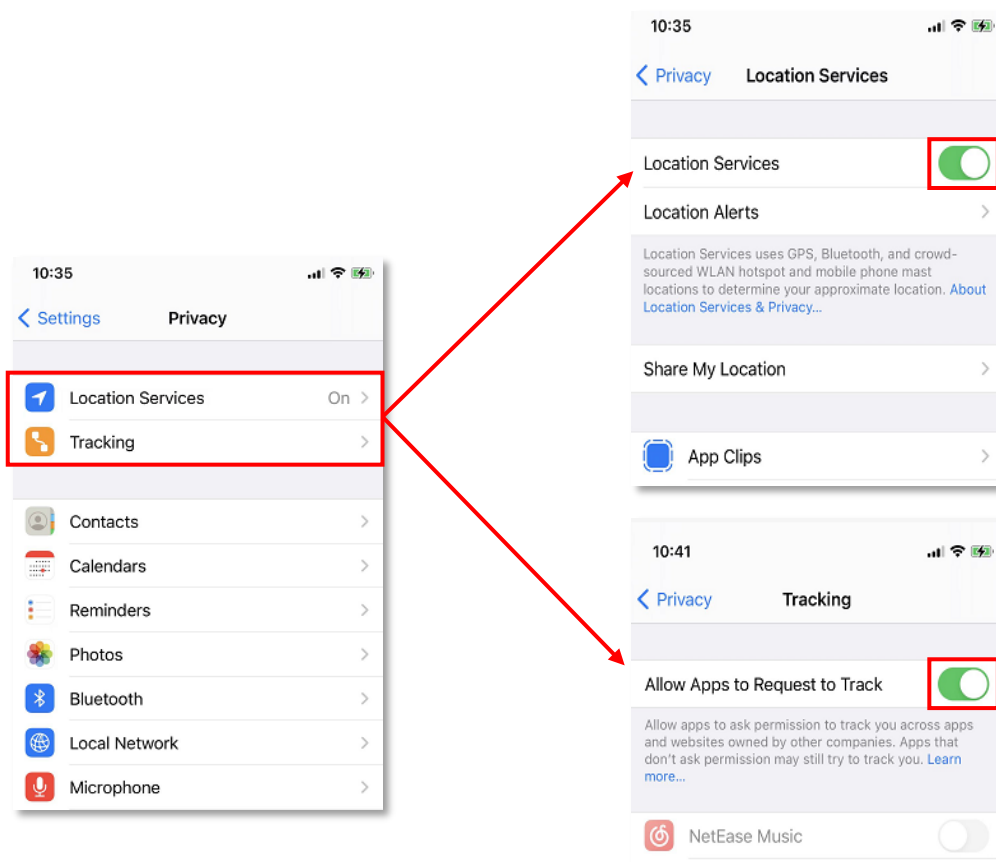 10:35
Settings
Privacy
Location Services
On
Tracking
Contacts
Calendars
Reminders
Photos
Bluetooth
Local Network
Microphone
10:35
Privacy
Location Services
Location Services
Location Alerts
Location Services uses GPS, Bluetooth, and crowd-
sourced WLAN hotspot and mobile phone mast
locations to determine your approximate location. About
Location Services & Privacy...
Share My Location
App Clips
10:41
Privacy
Tracking
Allow Apps to Request to Track
Allow apps to ask permission to track you across apps
and websites owned by other companies. Apps that
don't ask permission may still try to track you. Learn
more...
NetEase Music